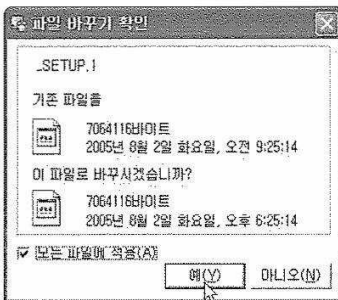 파일 바꾸기 확인
_SETUP.1
기존 파일을
7064116바이트
2005년 8월 2일 화요일, 오전 9:25:14
이 파일로 바꾸시겠습니까?
7064116바이트
2005년 8월 2일 화요일, 오후 6:25:14
모든 파일에 적용(A)
예(Y) 아니오(N)